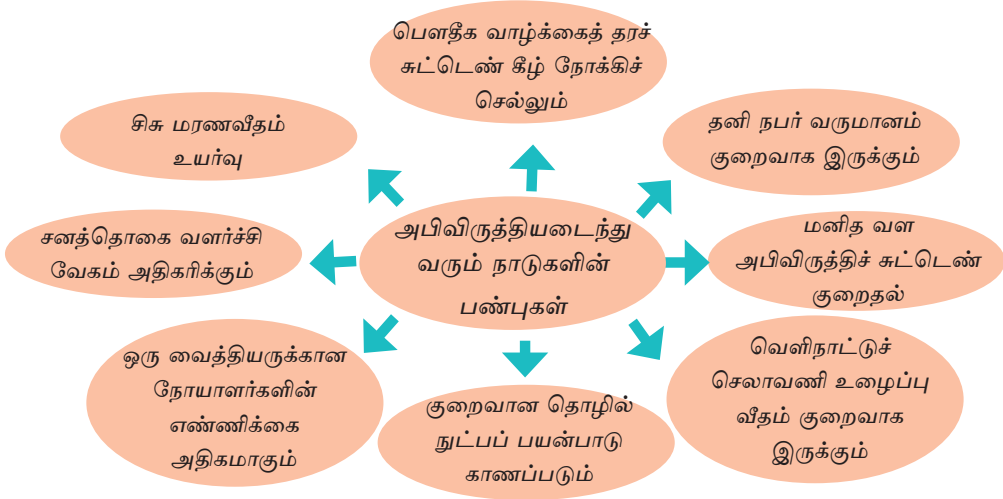 பௌதீக வாழ்க்கைத் தரச்
சுட்டெண் கீழ் நோக்கிச்
செல்லும்
சிசு மரணவீதம்
உயர்வு
தனி நபர் வருமானம்
குறைவாக இருக்கும்
சனத்தொகை வளர்ச்சி
வேகம் அதிகரிக்கும்
அபிவிருத்தியடைந்து
வரும் நாடுகளின்
பண்புகள்
மனித வள
அபிவிருத்திச் சுட்டெண்
குறைதல்
ஒரு வைத்தியருக்கான
நோயாளர்களின்
எண்ணிக்கை
அதிகமாகும்
குறைவான தொழில்
நுட்பப் பயன்பாடு
காணப்படும்
வெளிநாட்டுச்
செலாவணி உழைப்பு
வீதம் குறைவாக
இருக்கும்